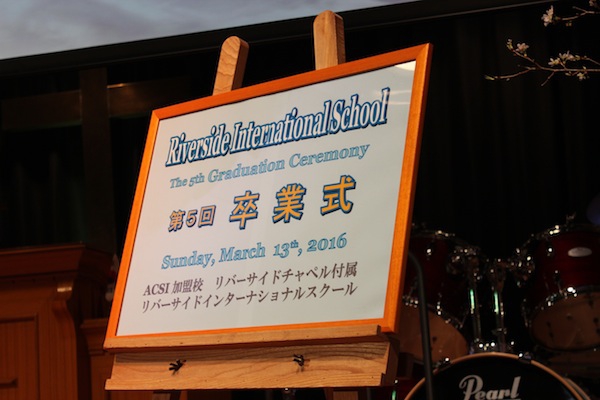 Riverside International School
The 5th Graduation Ceremony
第5回 卒業式
Sunday, March 13th, 2016
ACSI 加盟校 リバーサイドチャペル付属
リバーサイドインターナショナルスクール
Pearl